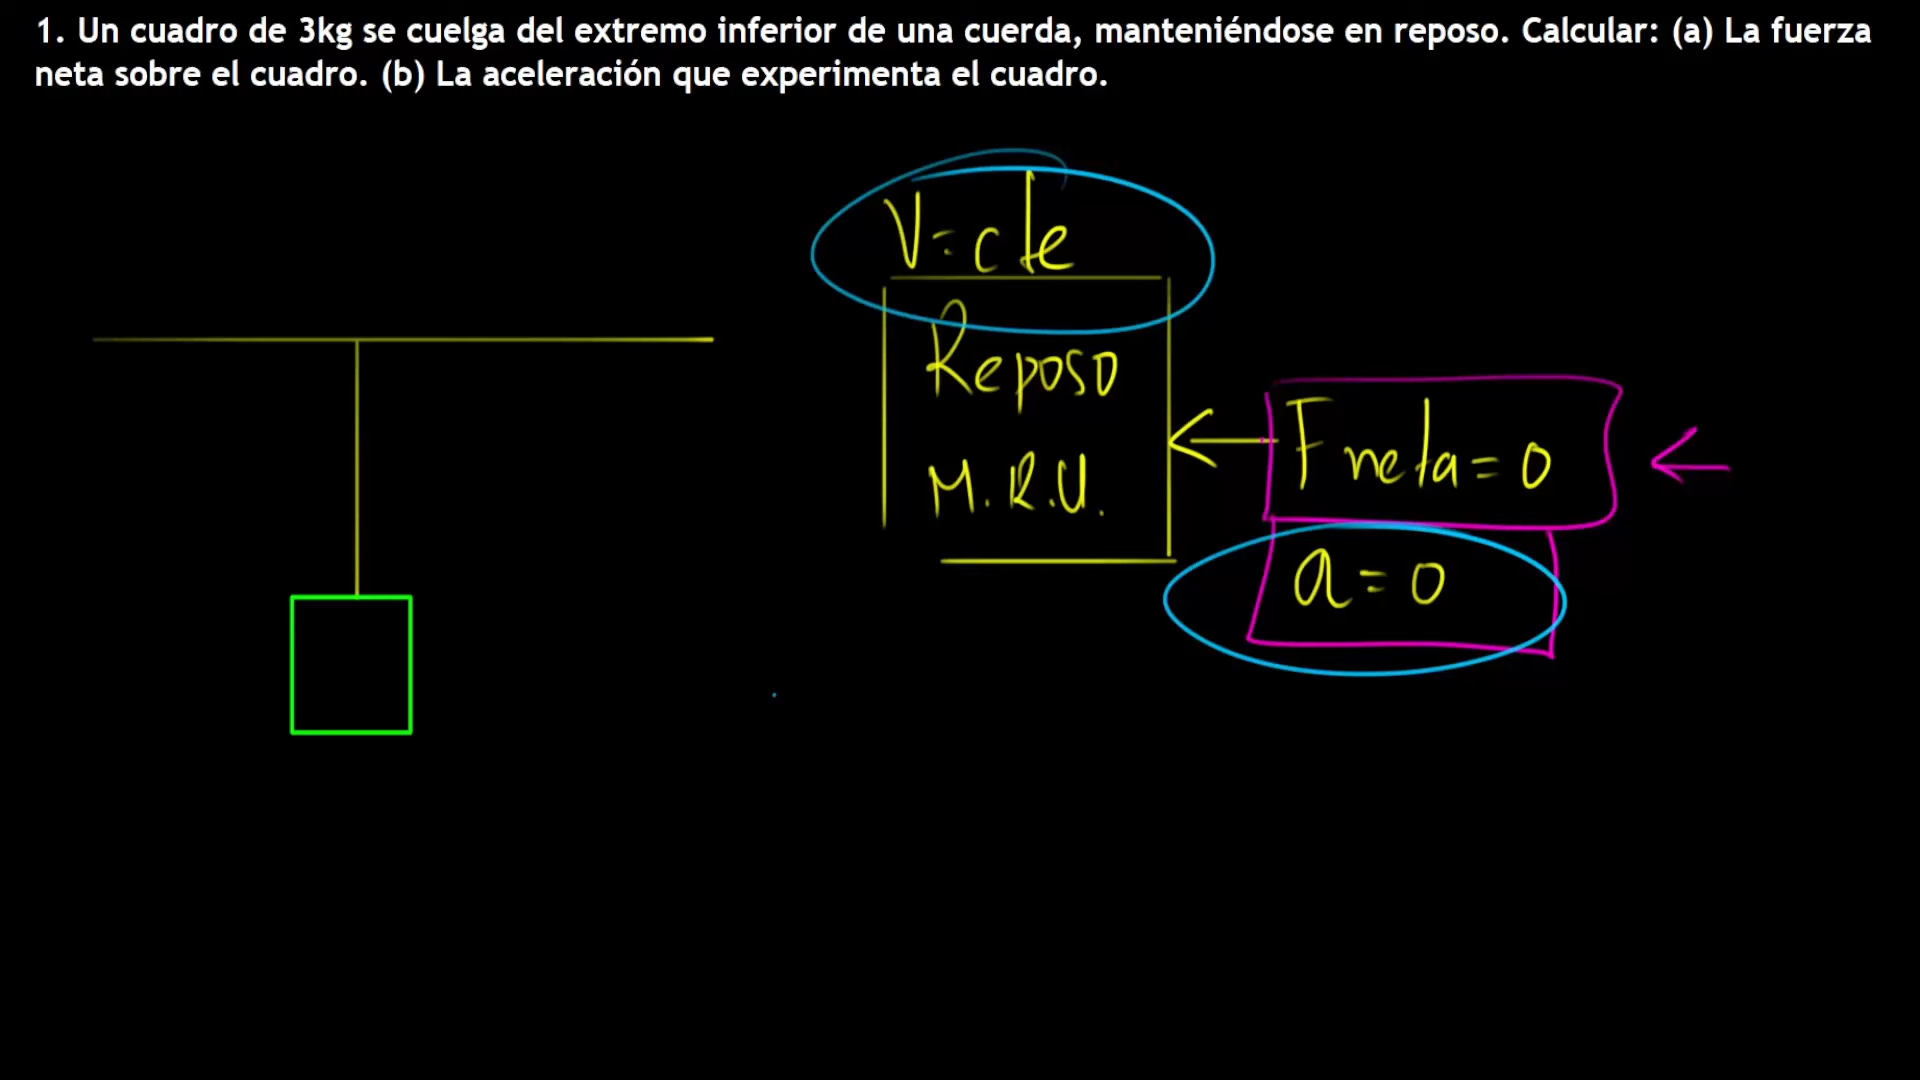 1. Un cuadro de 3kg se cuelga del extremo inferior de una cuerda, manteniéndose en reposo. Calcular: (a) La fuerza
neta sobre el cuadro. (b) La aceleración que experimenta el cuadro.
V=cte
Reposo
M.R.U.
Fneta=0
a=0